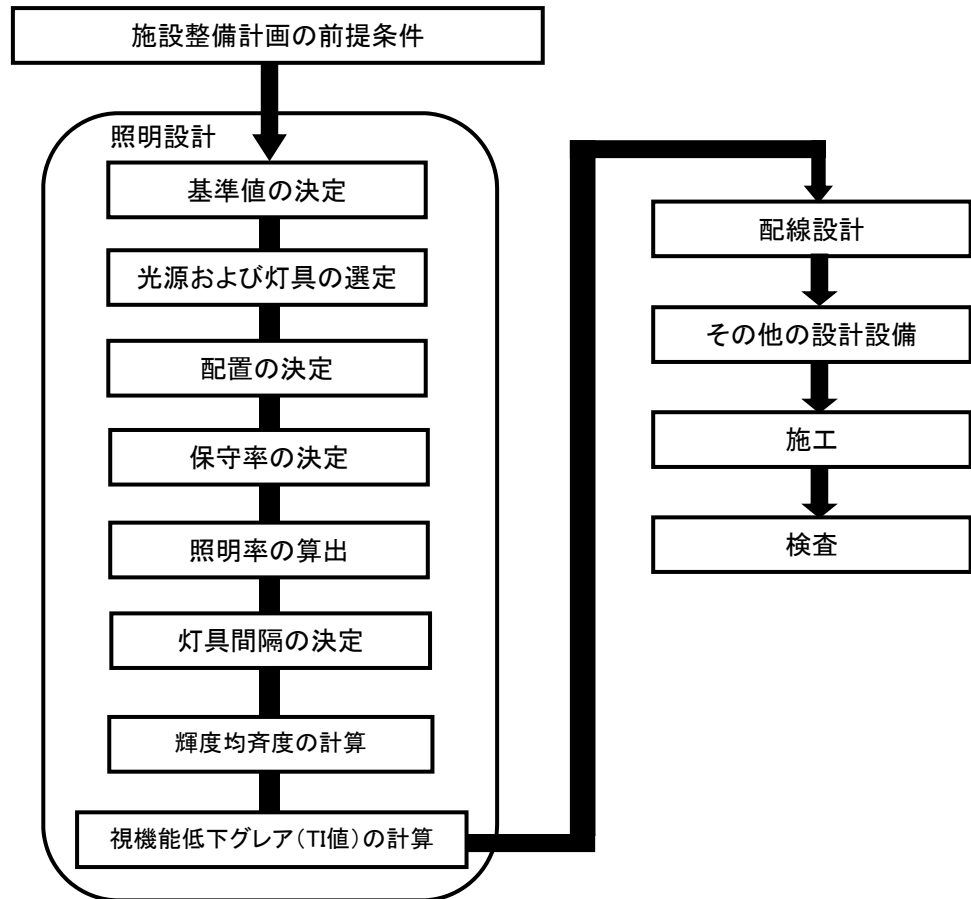 施設整備計画の前提条件
照明設計
基準値の決定
光源および灯具の選定
配置の決定
保守率の決定
照明率の算出
灯具間隔の決定
輝度均斉度の計算
視機能低下グレア(TI値)の計算
配線設計
その他の設計設備
施工
検査